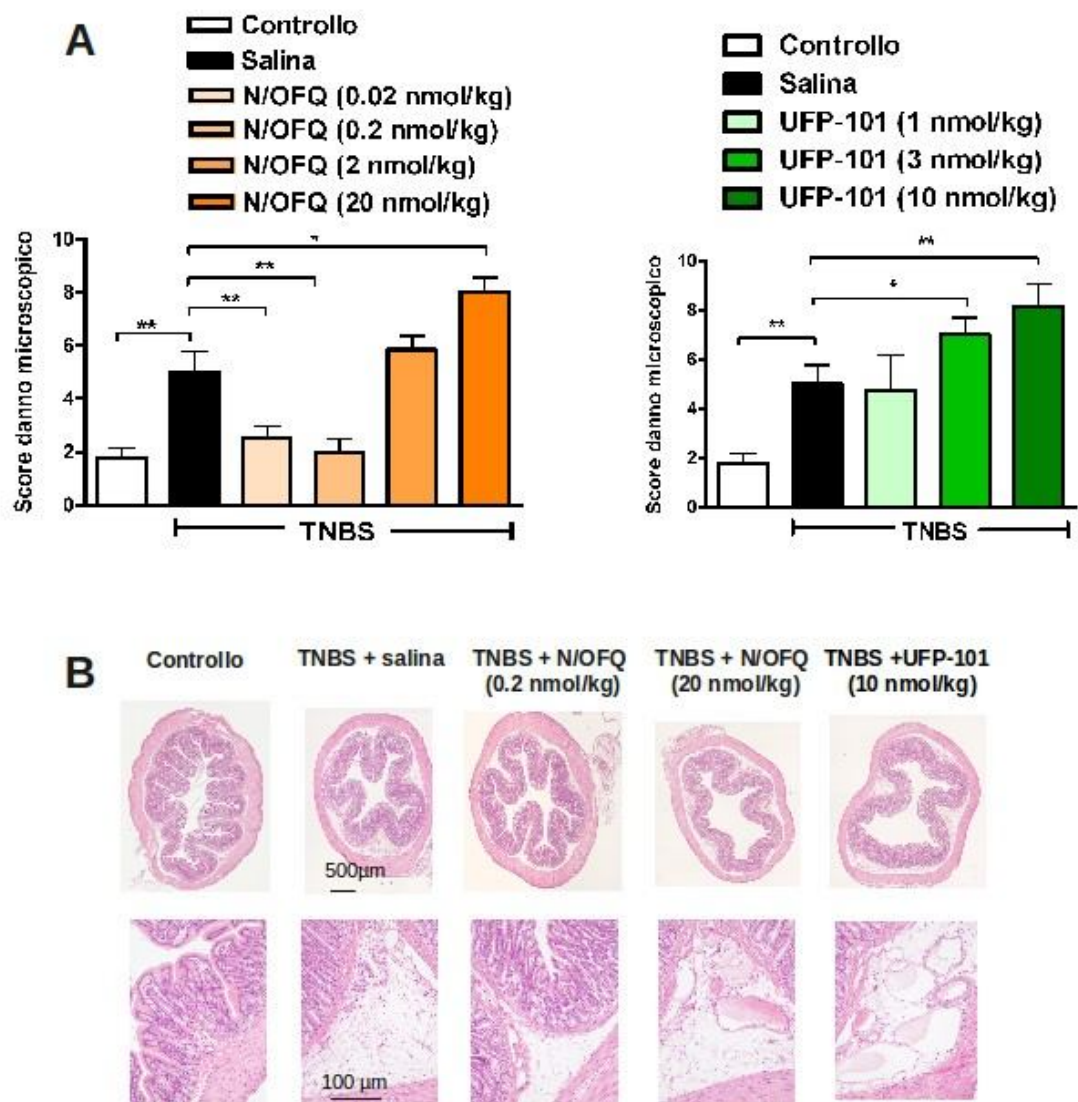 A
Controllo
Salina
N/OFQ (0.02 nmol/kg)
N/OFQ (0.2 nmol/kg)
N/OFQ (2 nmol/kg)
N/OFQ (20 nmol/kg)
Score danno microscopico
10
8
6
4
2
0
**
**
**
*
TNBS
Controllo
Salina
UFP-101 (1 nmol/kg)
UFP-101 (3 nmol/kg)
UFP-101 (10 nmol/kg)
Score danno microscopico
10
8
6
4
2
0
**
*
**
TNBS
B
Controllo
TNBS + salina
TNBS + N/OFQ
(0.2 nmol/kg)
TNBS + N/OFQ
(20 nmol/kg)
TNBS +UFP-101
(10 nmol/kg)
500µm
100 µm